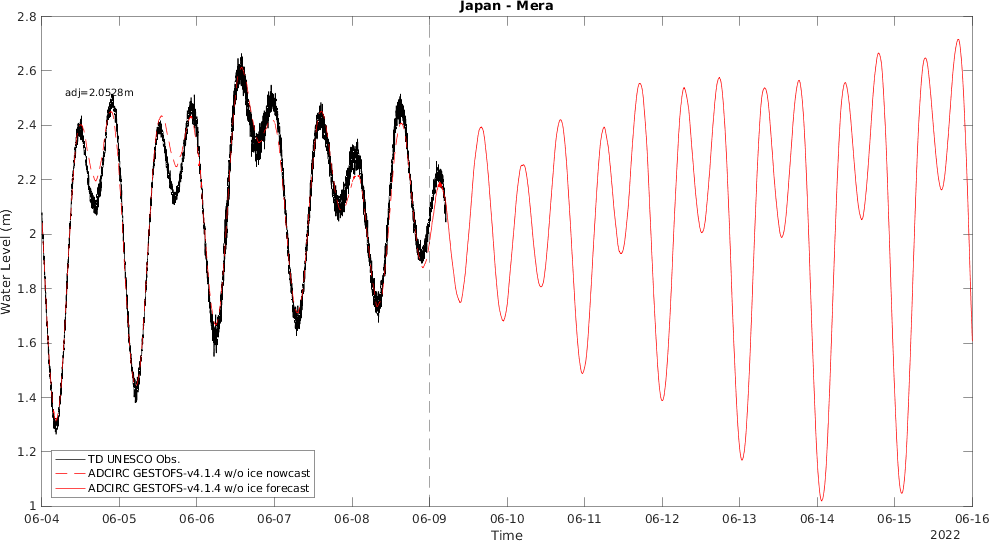 Japan - Mera
2.8
2.6
2.4
2.2
2
1.8
1.6
1.4
1.2
1
Water Level (m)
adj=2.0528m
TD UNESCO Obs.
ADCIRC GESTOFS-v4.1.4 w/o ice nowcast
ADCIRC GESTOFS-v4.1.4 w/o ice forecast
06-04 06-05 06-06 06-07 06-08 06-09 06-10 06-11 06-12 06-13 06-14 06-15 06-16
Time
2022